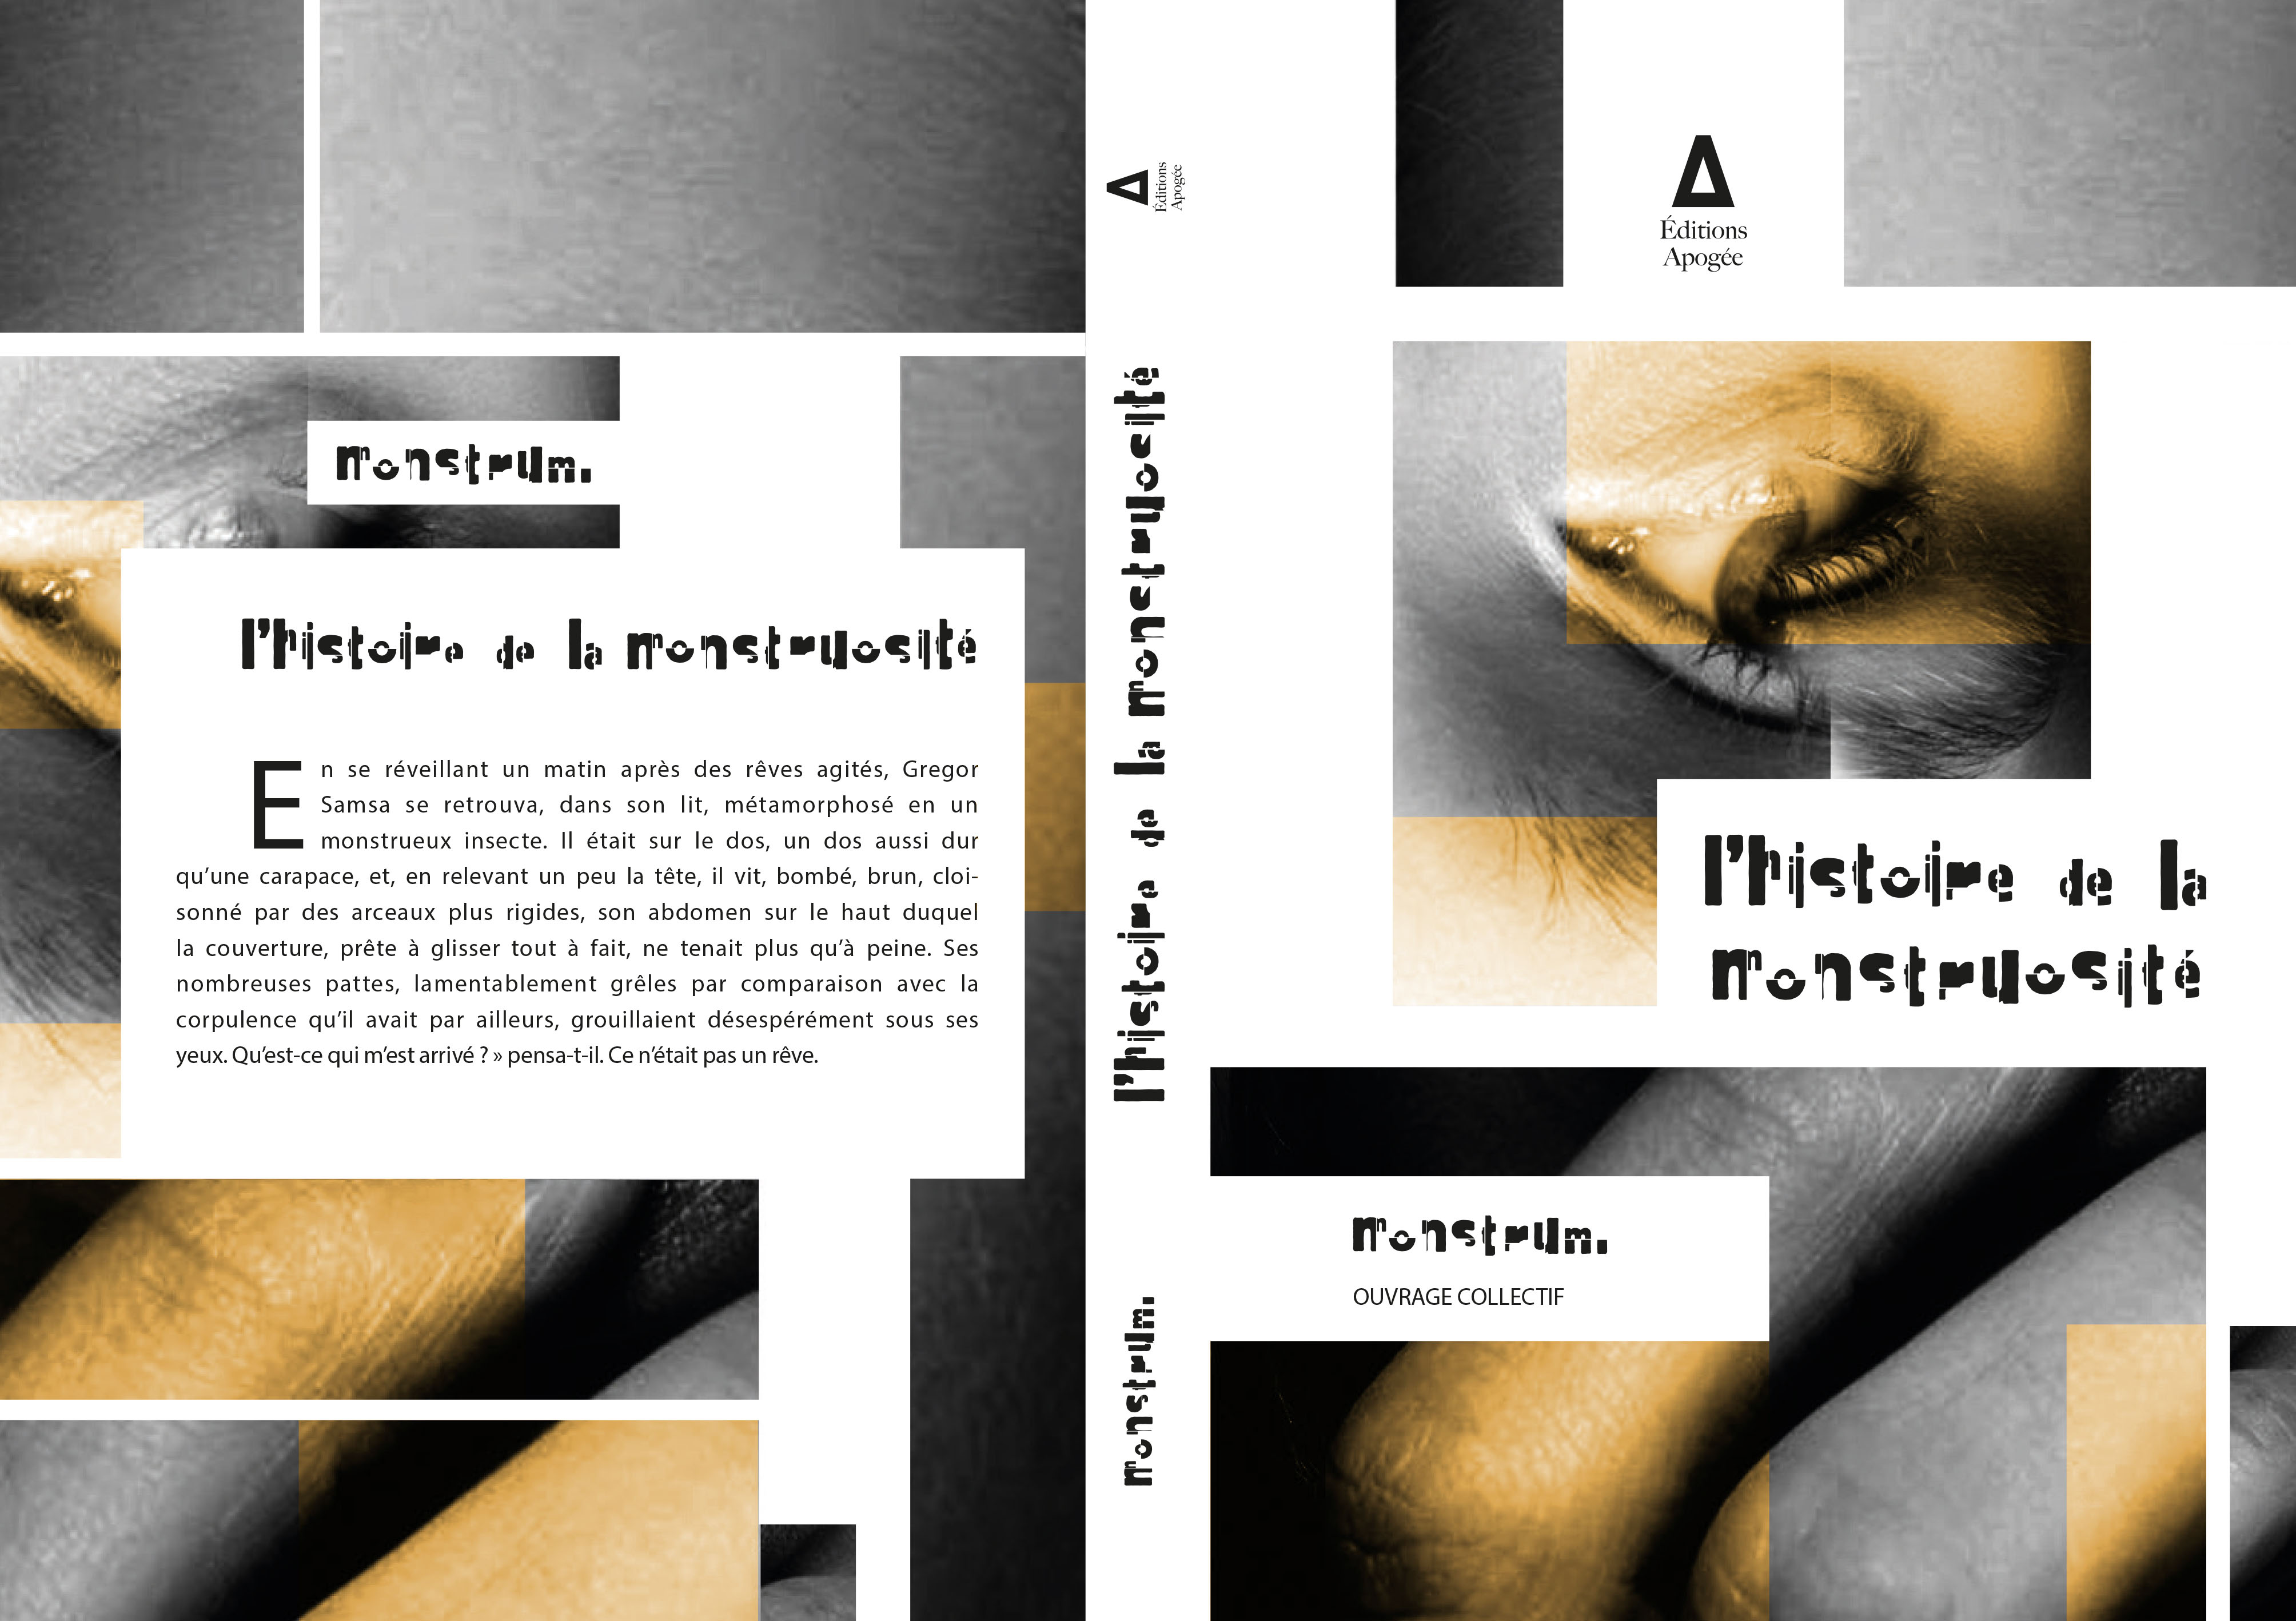 monstrum.
l'histoire de la monstruosité
En se réveillant un matin après des rêves agités, Gregor
Samsa se retrouva, dans son lit, métamorphosé en un
monstrueux insecte. Il était sur le dos, un dos aussi dur
qu'une carapace, et, en relevant un peu la tête, il vit, bombé, brun, cloi-
sonné par des arceaux plus rigides, son abdomen sur le haut duquel
la couverture, prête à glisser tout à fait, ne tenait plus qu'à peine. Ses
nombreuses pattes, lamentablement grêles par comparaison avec la
corpulence qu'il avait par ailleurs, grouillaient désespérément sous ses
yeux. Qu'est-ce qui m'est arrivé ? » pensa-t-il. Ce n'était pas un rêve.
Éditions
Apogée
l'histoire de la monstruosité
monstrum.
Éditions
Apogée
l'histoire de la
monstruosité
monstrum.
OUVRAGE COLLECTIF